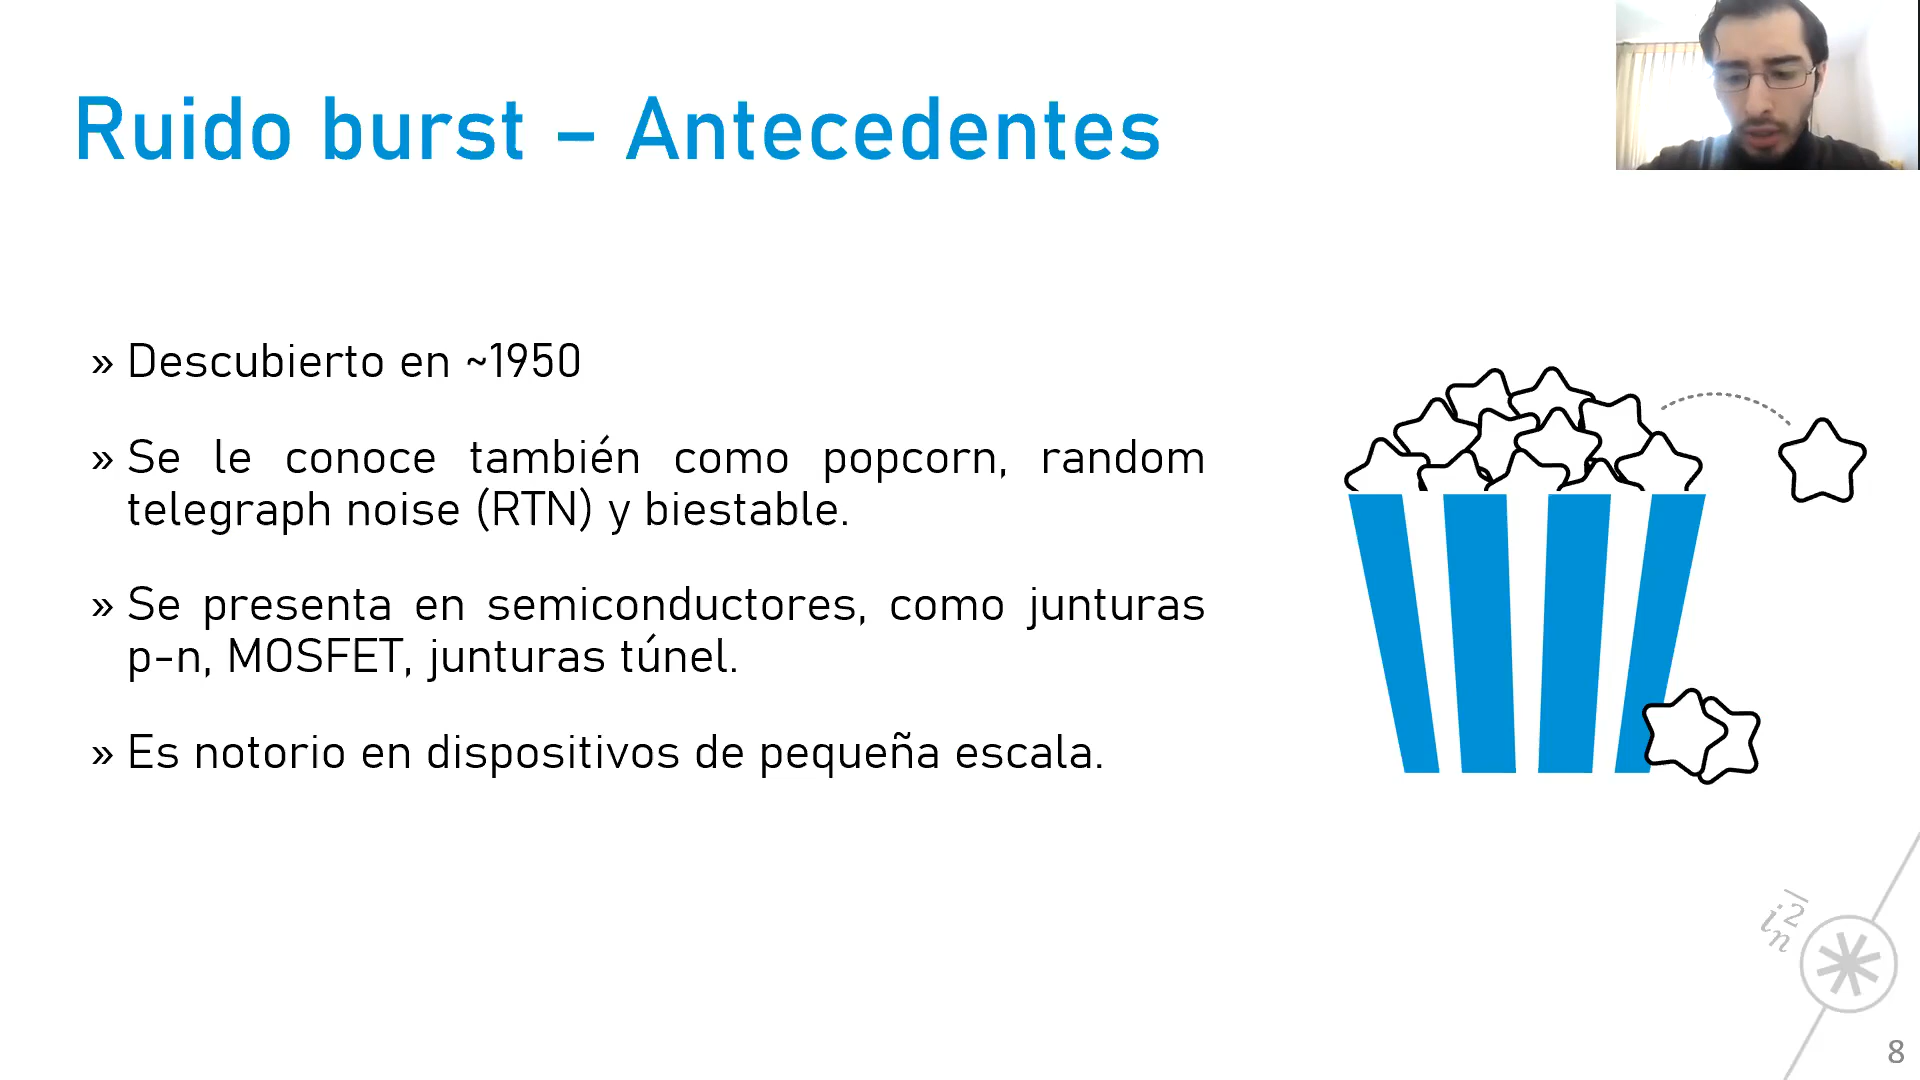 Ruido burst – Antecedentes
» Descubierto en ~1950
» Se le conoce también como popcorn, random
telegraph noise (RTN) y biestable.
» Se presenta en semiconductores, como junturas
p-n, MOSFET, junturas túnel.
» Es notorio en dispositivos de pequeña escala.
i̅ₙ²
8